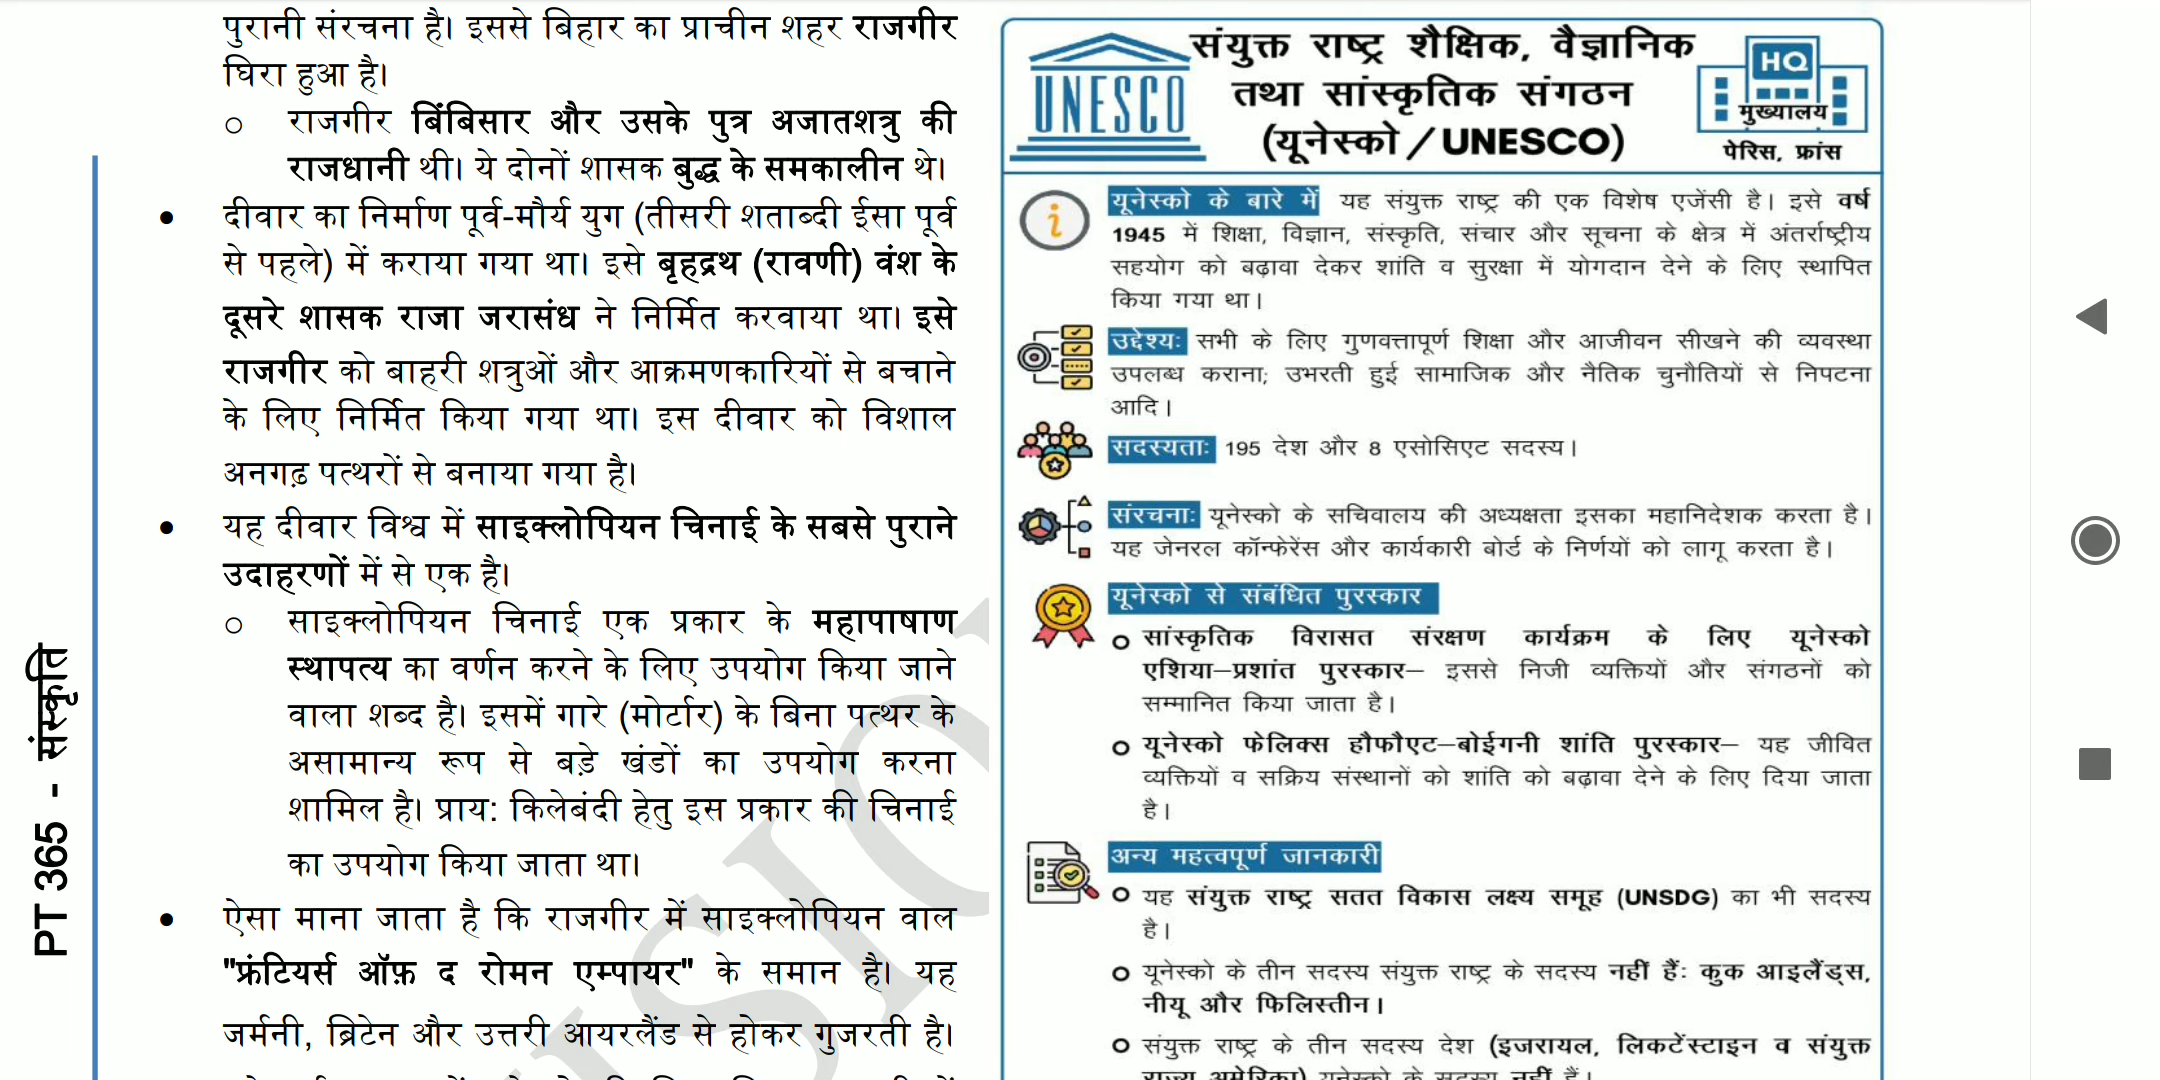 पुरानी संरचना है। इससे बिहार का प्राचीन शहर राजगीर
घिरा हुआ है।
○ राजगीर बिंबिसार और उसके पुत्र अजातशत्रु की
राजधानी थी। ये दोनों शासक बुद्ध के समकालीन थे।
● दीवार का निर्माण पूर्व-मौर्य युग (तीसरी शताब्दी ईसा पूर्व
से पहले) में कराया गया था। इसे बृहद्रथ (रावणी) वंश के
दूसरे शासक राजा जरासंध ने निर्मित करवाया था। इसे
राजगीर को बाहरी शत्रुओं और आक्रमणकारियों से बचाने
के लिए निर्मित किया गया था। इस दीवार को विशाल
अनगढ़ पत्थरों से बनाया गया है।
● यह दीवार विश्व में साइक्लोपियन चिनाई के सबसे पुराने
उदाहरणों में से एक है।
○ साइक्लोपियन चिनाई एक प्रकार के महापाषाण
स्थापत्य का वर्णन करने के लिए उपयोग किया जाने
वाला शब्द है। इसमें गारे (मोर्टार) के बिना पत्थर के
असामान्य रूप से बड़े खंडों का उपयोग करना
शामिल है। प्राय: किलेबंदी हेतु इस प्रकार की चिनाई
का उपयोग किया जाता था।
● ऐसा माना जाता है कि राजगीर में साइक्लोपियन वाल
"फ्रंटियर्स ऑफ़ द रोमन एम्पायर" के समान है। यह
जर्मनी, ब्रिटेन और उत्तरी आयरलैंड से होकर गुजरती है।
PT 365 - संस्कृति
UNESCO
संयुक्त राष्ट्र शैक्षिक, वैज्ञानिक
तथा सांस्कृतिक संगठन
(यूनेस्को / UNESCO)
HQ
मुख्यालय
पेरिस, फ्रांस
यूनेस्को के बारे में यह संयुक्त राष्ट्र की एक विशेष एजेंसी है। इसे वर्ष
1945 में शिक्षा, विज्ञान, संस्कृति, संचार और सूचना के क्षेत्र में अंतर्राष्ट्रीय
सहयोग को बढ़ावा देकर शांति व सुरक्षा में योगदान देने के लिए स्थापित
किया गया था।
उद्देश्यः सभी के लिए गुणवत्तापूर्ण शिक्षा और आजीवन सीखने की व्यवस्था
उपलब्ध कराना; उभरती हुई सामाजिक और नैतिक चुनौतियों से निपटना
आदि।
सदस्यताः 195 देश और 8 एसोसिएट सदस्य।
संरचनाः यूनेस्को के सचिवालय की अध्यक्षता इसका महानिदेशक करता है।
यह जेनरल कॉन्फेरेंस और कार्यकारी बोर्ड के निर्णयों को लागू करता है।
यूनेस्को से संबंधित पुरस्कार
○ सांस्कृतिक विरासत संरक्षण कार्यक्रम के लिए यूनेस्को
एशिया–प्रशांत पुरस्कार– इससे निजी व्यक्तियों और संगठनों को
सम्मानित किया जाता है।
○ यूनेस्को फेलिक्स हौफौएट–बोईगनी शांति पुरस्कार– यह जीवित
व्यक्तियों व सक्रिय संस्थानों को शांति को बढ़ावा देने के लिए दिया जाता
है।
अन्य महत्वपूर्ण जानकारी
○ यह संयुक्त राष्ट्र सतत विकास लक्ष्य समूह (UNSDG) का भी सदस्य
है।
○ यूनेस्को के तीन सदस्य संयुक्त राष्ट्र के सदस्य नहीं हैंः कुक आइलैंड्स,
नीयू और फिलिस्तीन।
○ संयुक्त राष्ट्र के तीन सदस्य देश (इजरायल, लिकटेंस्टाइन व संयुक्त
राज्य अमेरिका) यूनेस्को के सदस्य नहीं हैं।